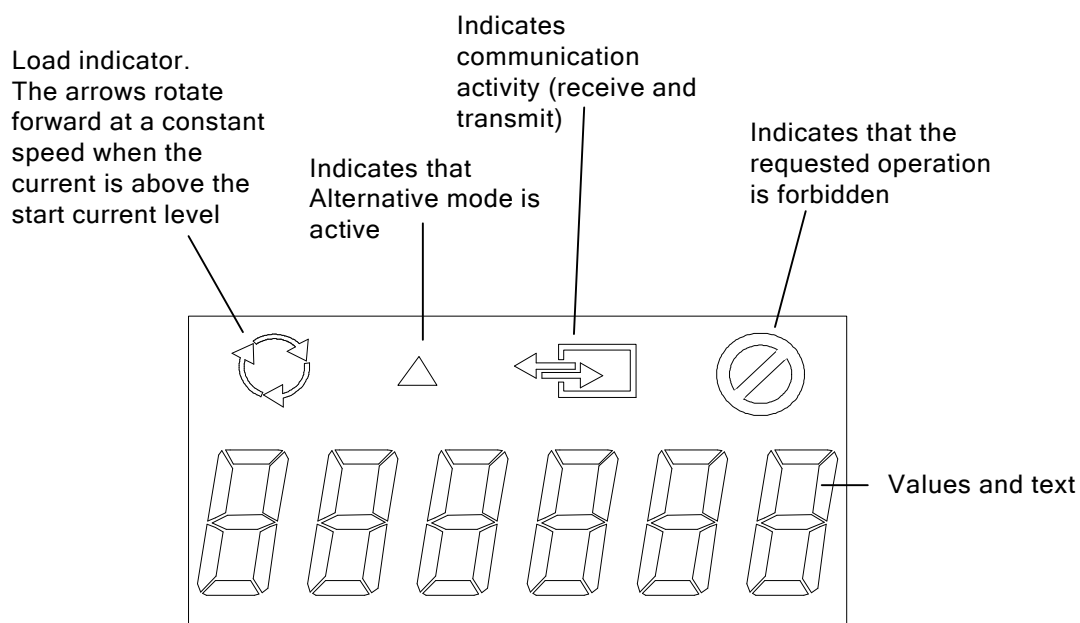 Load indicator.
The arrows rotate
forward at a constant
speed when the
current is above the
start current level
Indicates that
Alternative mode is
active
Indicates
communication
activity (receive and
transmit)
Indicates that the
requested operation
is forbidden
Values and text